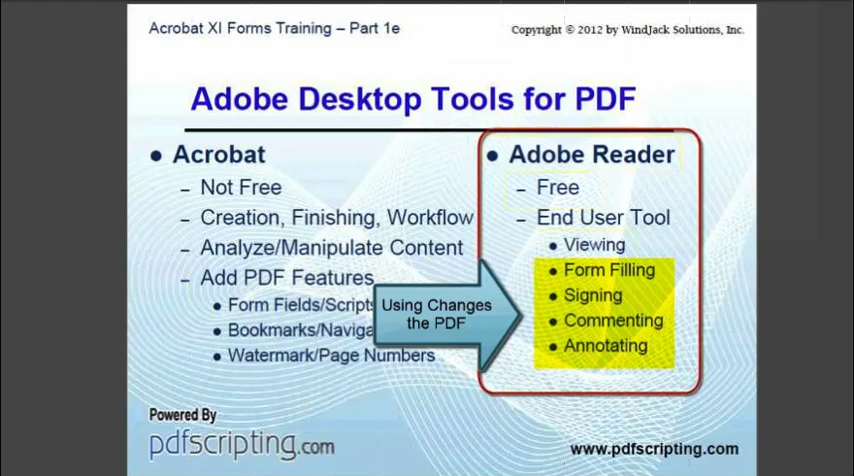 Acrobat XI Forms Training – Part 1e
Copyright © 2012 by WindJack Solutions, Inc.
Adobe Desktop Tools for PDF
• Acrobat
– Not Free
– Creation, Finishing, Workflow
– Analyze/Manipulate Content
– Add PDF Features
• Form Fields/Scripts
• Bookmarks/Naviga
• Watermark/Page Numbers
Using Changes
the PDF
• Adobe Reader
– Free
– End User Tool
• Viewing
• Form Filling
• Signing
• Commenting
• Annotating
Powered By
pdfscripting.com
www.pdfscripting.com